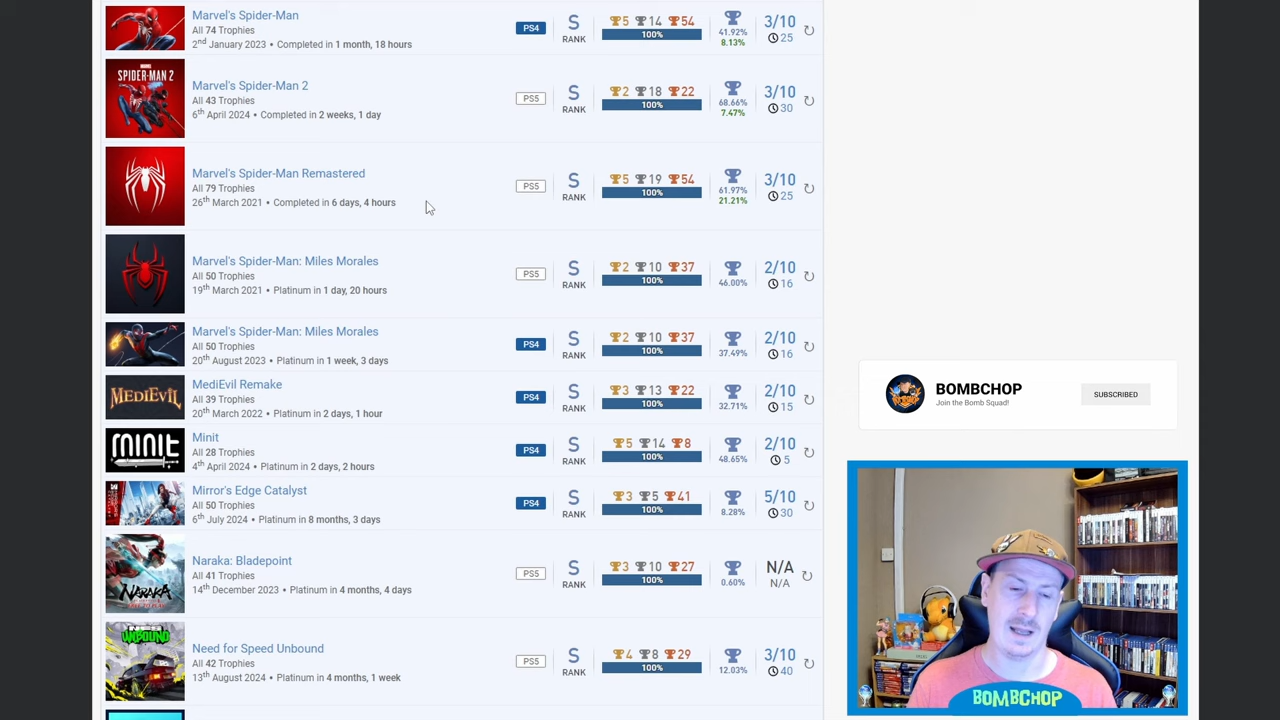 Marvel's Spider-Man
All 74 Trophies
2nd January 2023 • Completed in 1 month, 18 hours
PS4
S
RANK
5 14 54
100%
41.92%
8.13%
3/10
25
SPIDER-MAN 2
Marvel's Spider-Man 2
All 43 Trophies
6th April 2024 • Completed in 2 weeks, 1 day
PS5
S
RANK
2 18 22
100%
68.66%
7.47%
3/10
30
Marvel's Spider-Man Remastered
All 79 Trophies
26th March 2021 • Completed in 6 days, 4 hours
PS5
S
RANK
5 19 54
100%
61.97%
21.21%
3/10
25
Marvel's Spider-Man: Miles Morales
All 50 Trophies
19th March 2021 • Platinum in 1 day, 20 hours
PS5
S
RANK
2 10 37
100%
46.00%
2/10
16
Marvel's Spider-Man: Miles Morales
All 50 Trophies
20th August 2023 • Platinum in 1 week, 3 days
PS4
S
RANK
2 10 37
100%
37.49%
2/10
16
MEDIEVIL
MediEvil Remake
All 39 Trophies
20th March 2022 • Platinum in 2 days, 1 hour
PS4
S
RANK
3 13 22
100%
32.71%
2/10
15
minit
Minit
All 28 Trophies
4th April 2024 • Platinum in 2 days, 2 hours
PS4
S
RANK
5 14 8
100%
48.65%
2/10
5
Mirror's Edge Catalyst
All 50 Trophies
6th July 2024 • Platinum in 8 months, 3 days
PS4
S
RANK
3 5 41
100%
8.28%
5/10
30
NARAKA
Naraka: Bladepoint
All 41 Trophies
14th December 2023 • Platinum in 4 months, 4 days
PS5
S
RANK
3 10 27
100%
0.60%
N/A
N/A
NFS
UNBOUND
Need for Speed Unbound
All 42 Trophies
13th August 2024 • Platinum in 4 months, 1 week
PS5
S
RANK
4 8 29
100%
12.03%
3/10
40
BOMBCHOP
Join the Bomb Squad!
SUBSCRIBED
BOMBCHOP